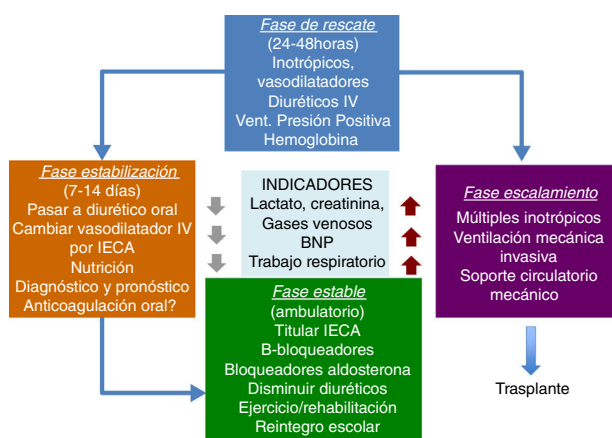 Fase de rescate
(24-48horas)
Inotrópicos,
vasodilatadores
Diuréticos IV
Vent. Presión Positiva
Hemoglobina
Fase estabilización
(7-14 días)
Pasar a diurético oral
Cambiar vasodilatador IV
por IECA
Nutrición
Diagnóstico y pronóstico
Anticoagulación oral?
INDICADORES
Lactato, creatinina,
Gases venosos
BNP
Trabajo respiratorio
Fase escalamiento
Múltiples inotrópicos
Ventilación mecánica
invasiva
Soporte circulatorio
mecánico
Fase estable
(ambulatorio)
Titular IECA
B-bloqueadores
Bloqueadores aldosterona
Disminuir diuréticos
Ejercicio/rehabilitación
Reintegro escolar
Trasplante